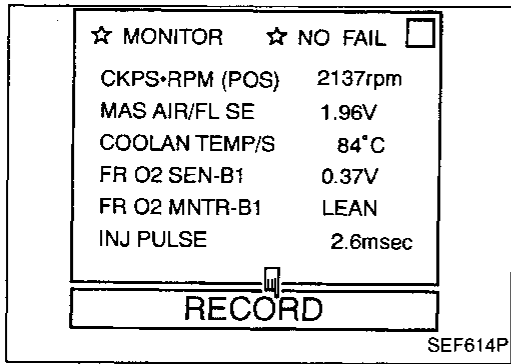 ☆ MONITOR ☆ NO FAIL
CKPS•RPM (POS) 2137rpm
MAS AIR/FL SE 1.96V
COOLAN TEMP/S 84°C
FR O2 SEN-B1 0.37V
FR O2 MNTR-B1 LEAN
INJ PULSE 2.6msec
RECORD
SEF614P